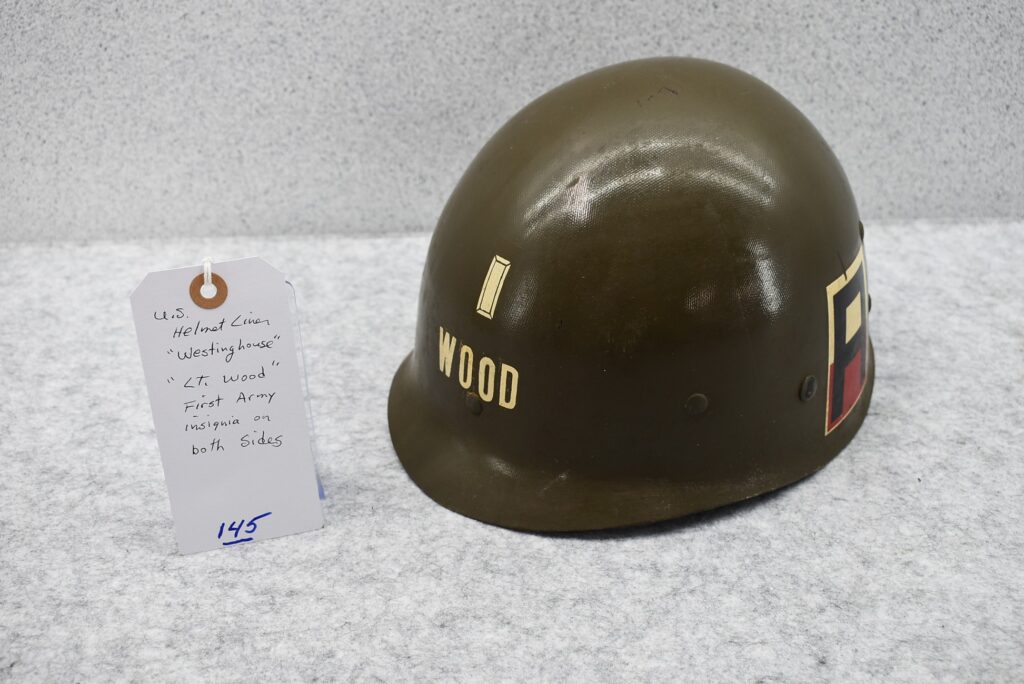 U.S.
Helmet Liner
"Westinghouse"
"Lt. Wood"
First Army
insignia on
both Sides
145
WOOD
A